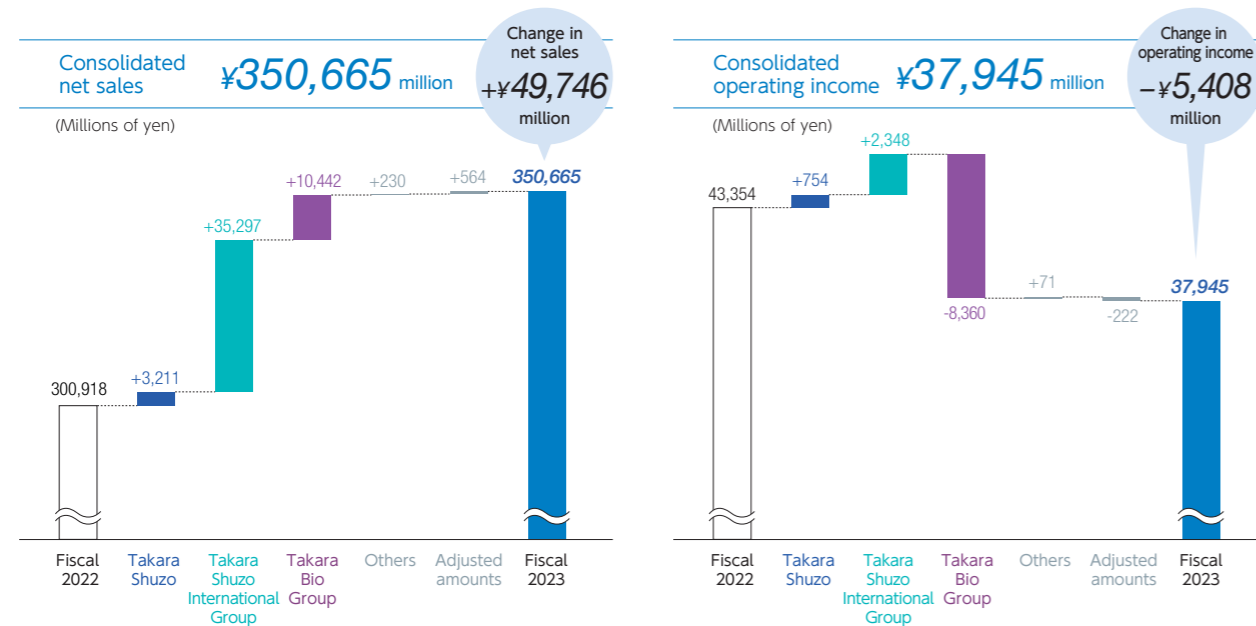 Consolidated
net sales
¥350,665 million
Change in
net sales
+¥49,746
million
(Millions of yen)
300,918
+3,211
+35,297
+10,442
+230
+564
350,665
Fiscal
2022
Takara
Shuzo
Takara
Shuzo
International
Group
Takara
Bio
Group
Others
Adjusted
amounts
Fiscal
2023
Consolidated
operating income
¥37,945 million
Change in
operating income
−¥5,408
million
(Millions of yen)
43,354
+754
+2,348
-8,360
+71
-222
37,945
Fiscal
2022
Takara
Shuzo
Takara
Shuzo
International
Group
Takara
Bio
Group
Others
Adjusted
amounts
Fiscal
2023